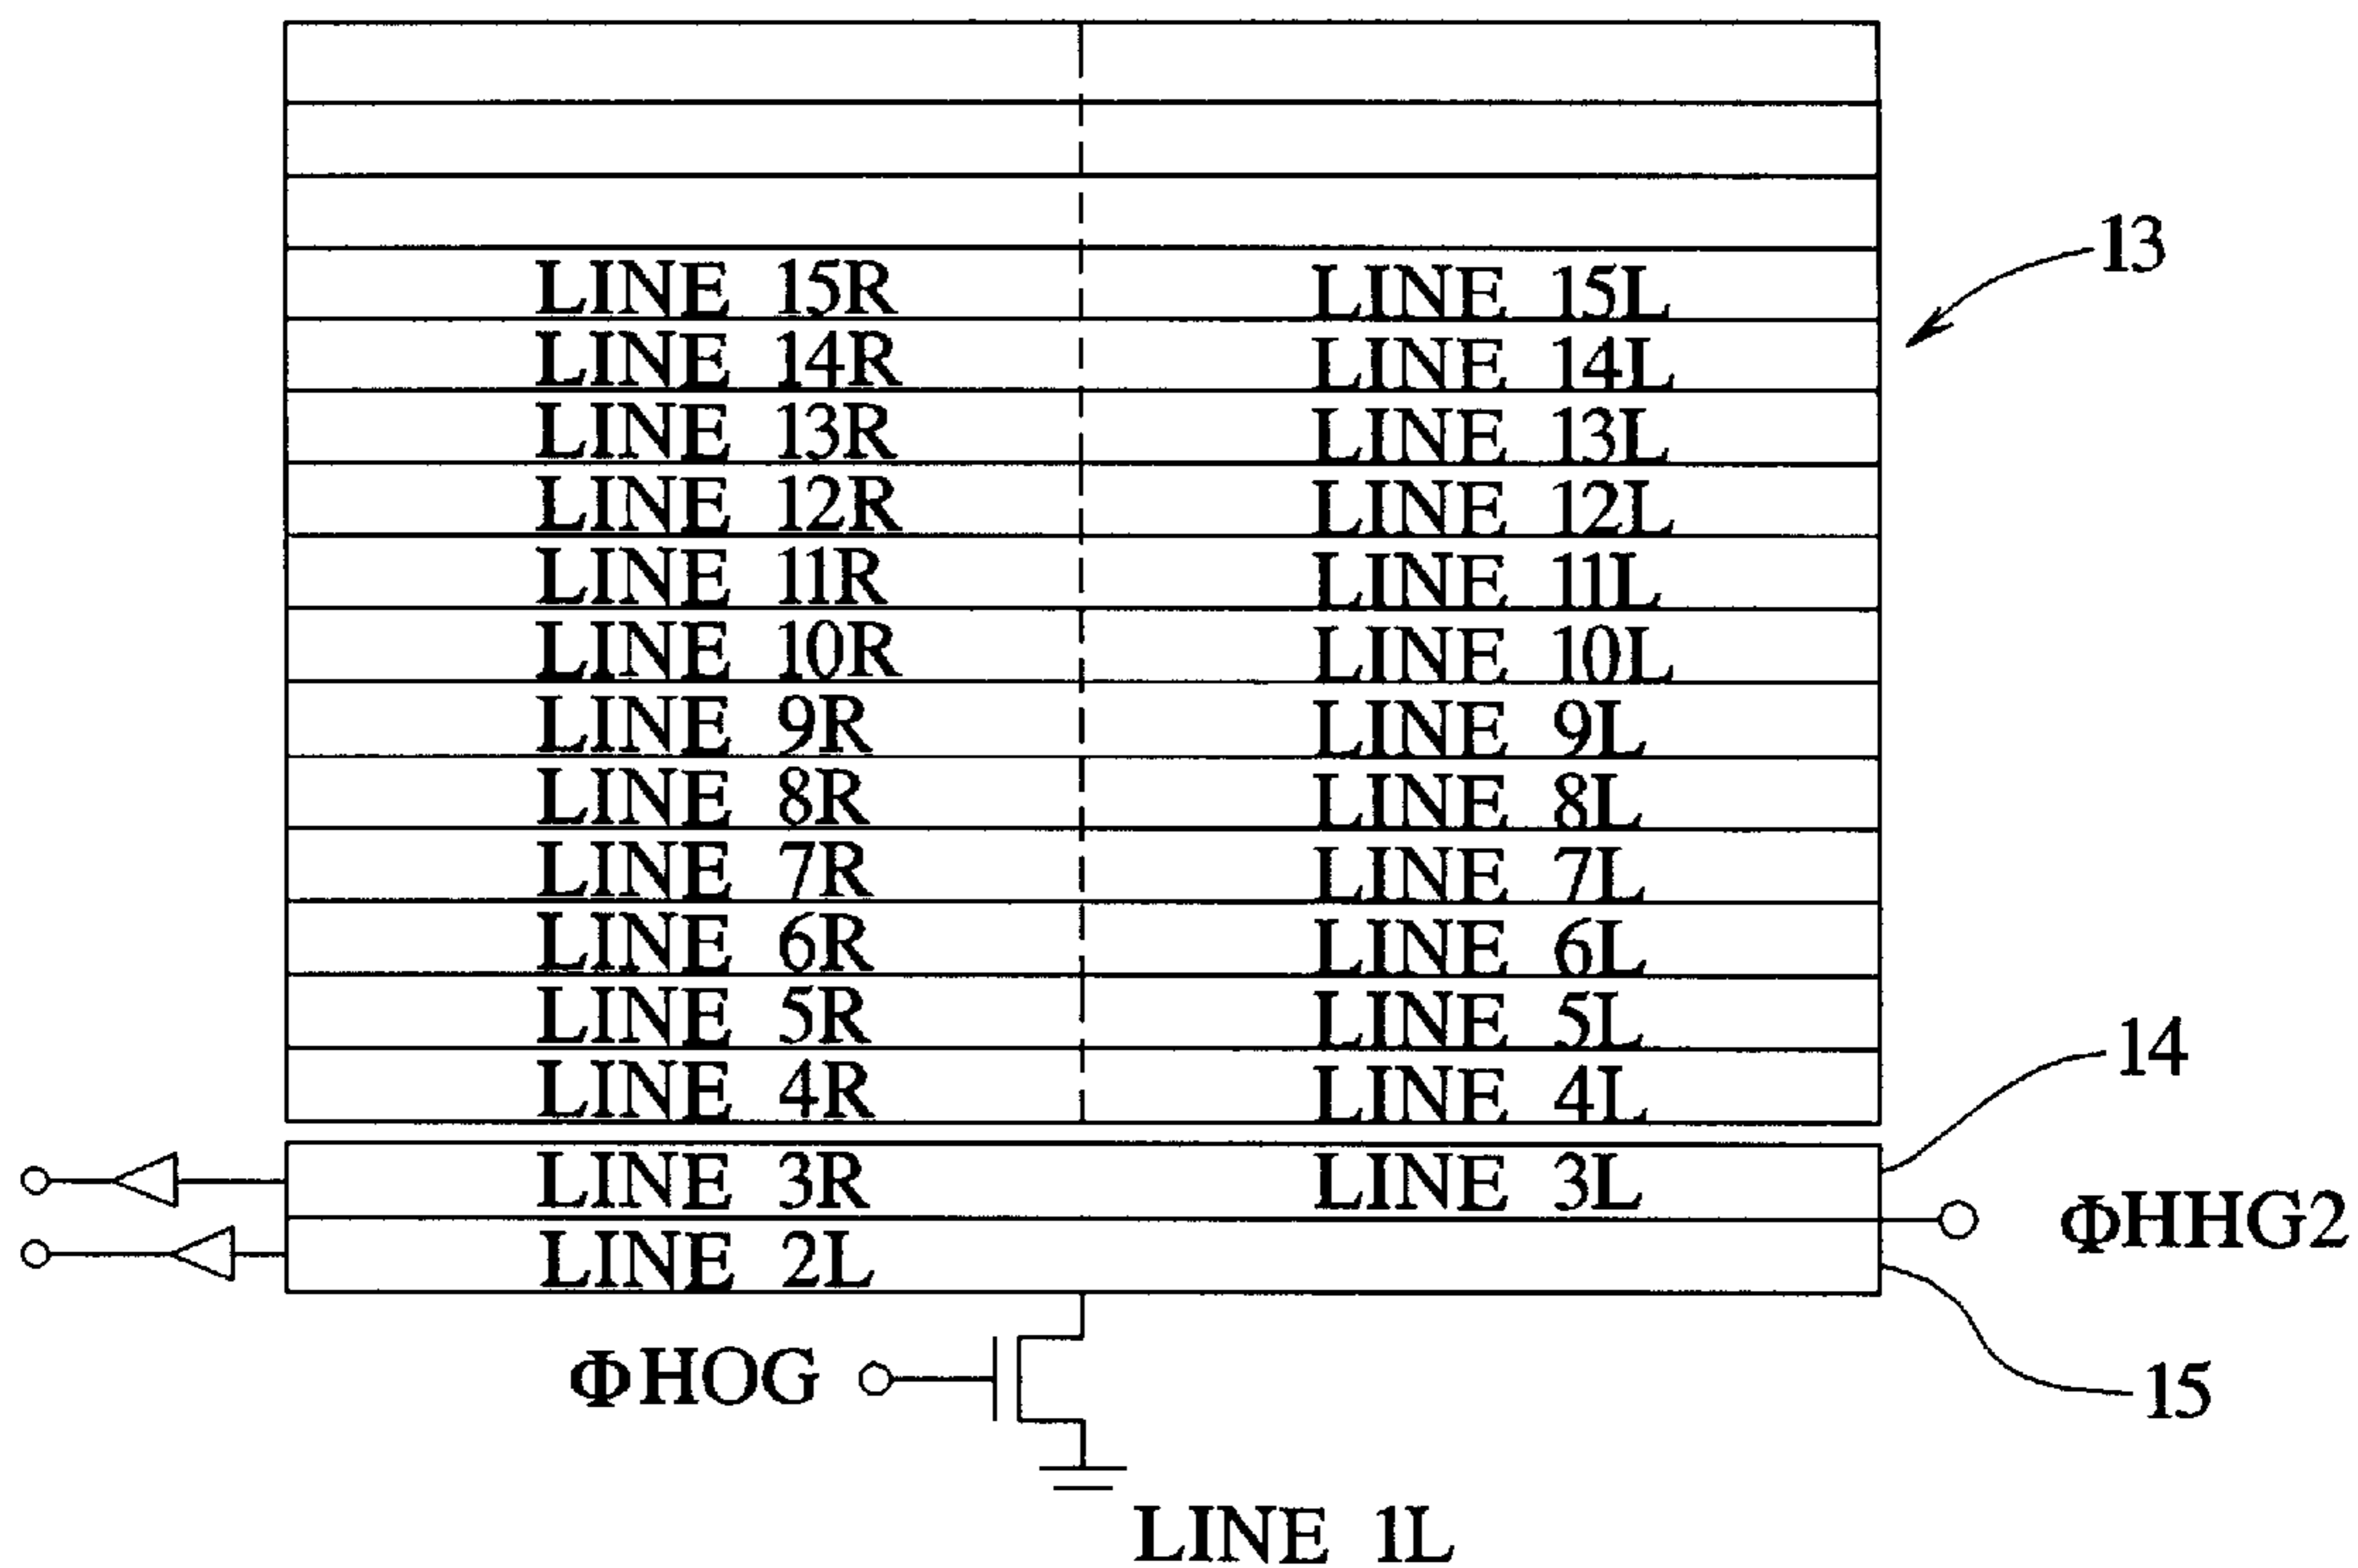 LINE 15R LINE 15L
13
LINE 14R LINE 14L
LINE 13R LINE 13L
LINE 12R LINE 12L
LINE 11R LINE 11L
LINE 10R LINE 10L
LINE 9R LINE 9L
LINE 8R LINE 8L
LINE 7R LINE 7L
LINE 6R LINE 6L
LINE 5R LINE 5L
14
LINE 4R LINE 4L
LINE 3R LINE 3L
ΦHHG2
LINE 2L
ΦHOG
15
LINE 1L